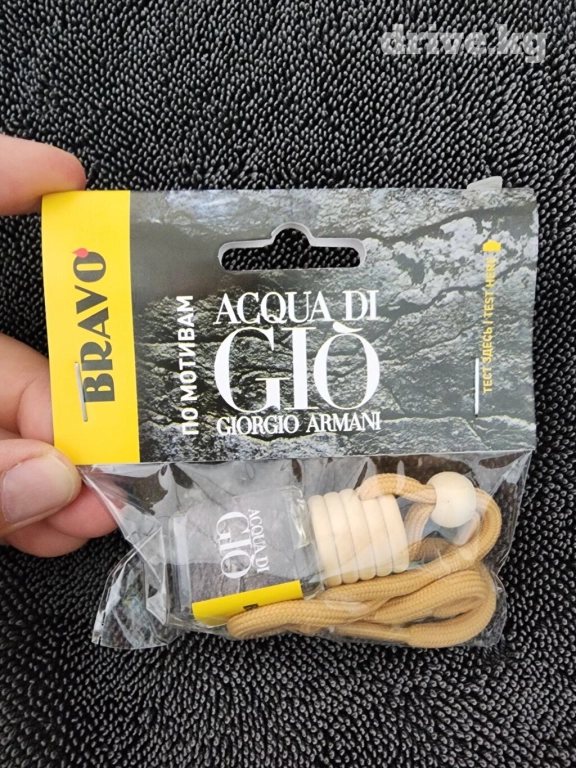 drive.kg
BRAVO
ПО МОТИВАМ
ACQUA DI
GIÒ
GIORGIO ARMANI
ТЕСТ ЗДЕСЬ / TEST HERE
ACQUA DI
GIÒ